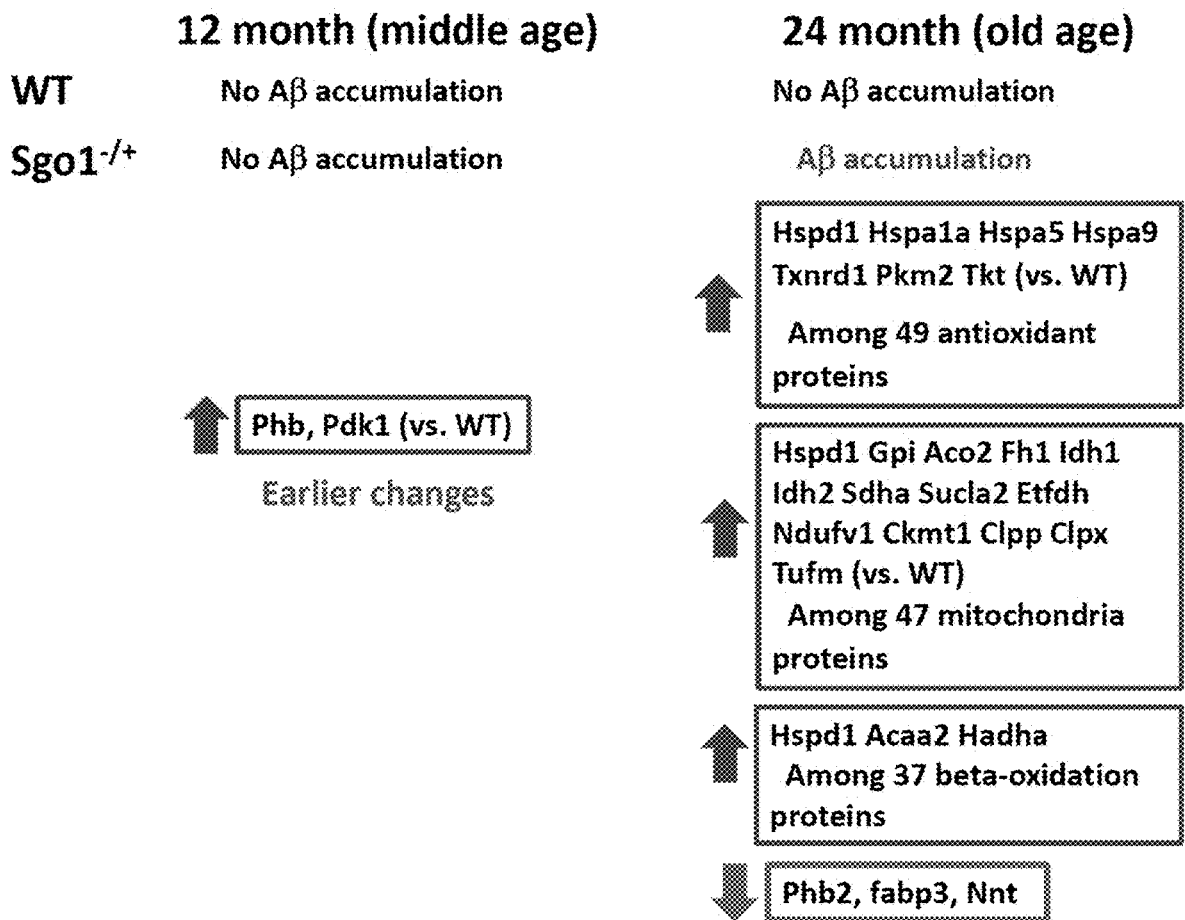 12 month (middle age) 24 month (old age)
WT No Aβ accumulation No Aβ accumulation
Sgo1-/+ No Aβ accumulation Aβ accumulation
Hspd1 Hspa1a Hspa5 Hspa9
Txnrd1 Pkm2 Tkt (vs. WT)
Among 49 antioxidant
proteins
Phb, Pdk1 (vs. WT)
Earlier changes
Hspd1 Gpi Aco2 Fh1 Idh1
Idh2 Sdha Sucla2 Etfdh
Ndufv1 Ckmt1 Clpp Clpx
Tufm (vs. WT)
Among 47 mitochondria
proteins
Hspd1 Acaa2 Hadha
Among 37 beta-oxidation
proteins
Phb2, fabp3, Nnt